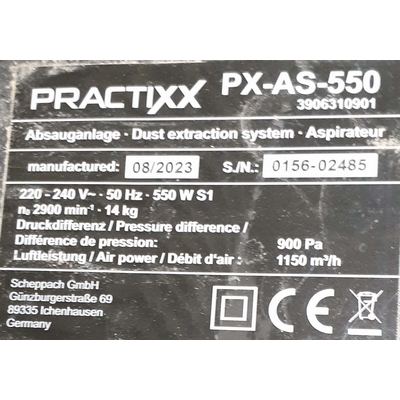 PRACTIXX PX-AS-550
3906310901
Absauganlage · Dust extraction system · Aspirateur
manufactured: 08/2023 S./N.: 0156-02485
220 - 240 V~ · 50 Hz · 550 W S1
n₀ 2900 min⁻¹ · 14 kg
Druckdifferenz / Pressure difference /
Différence de pression: 900 Pa
Luftleistung / Air power / Débit d'air : 1150 m³/h
Scheppach GmbH
Günzburgerstraße 69
89335 Ichenhausen
Germany
CE